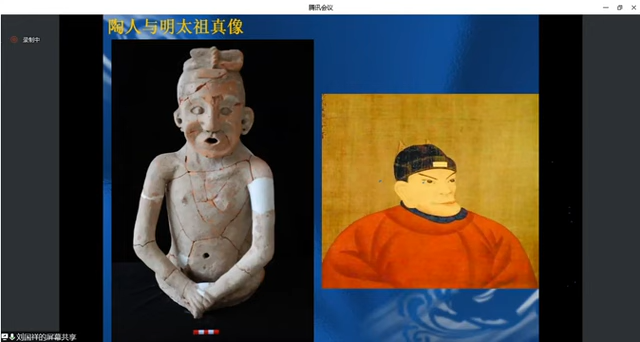 腾讯会议
陶人与明太祖真像
录制中
刘国祥的屏幕共享